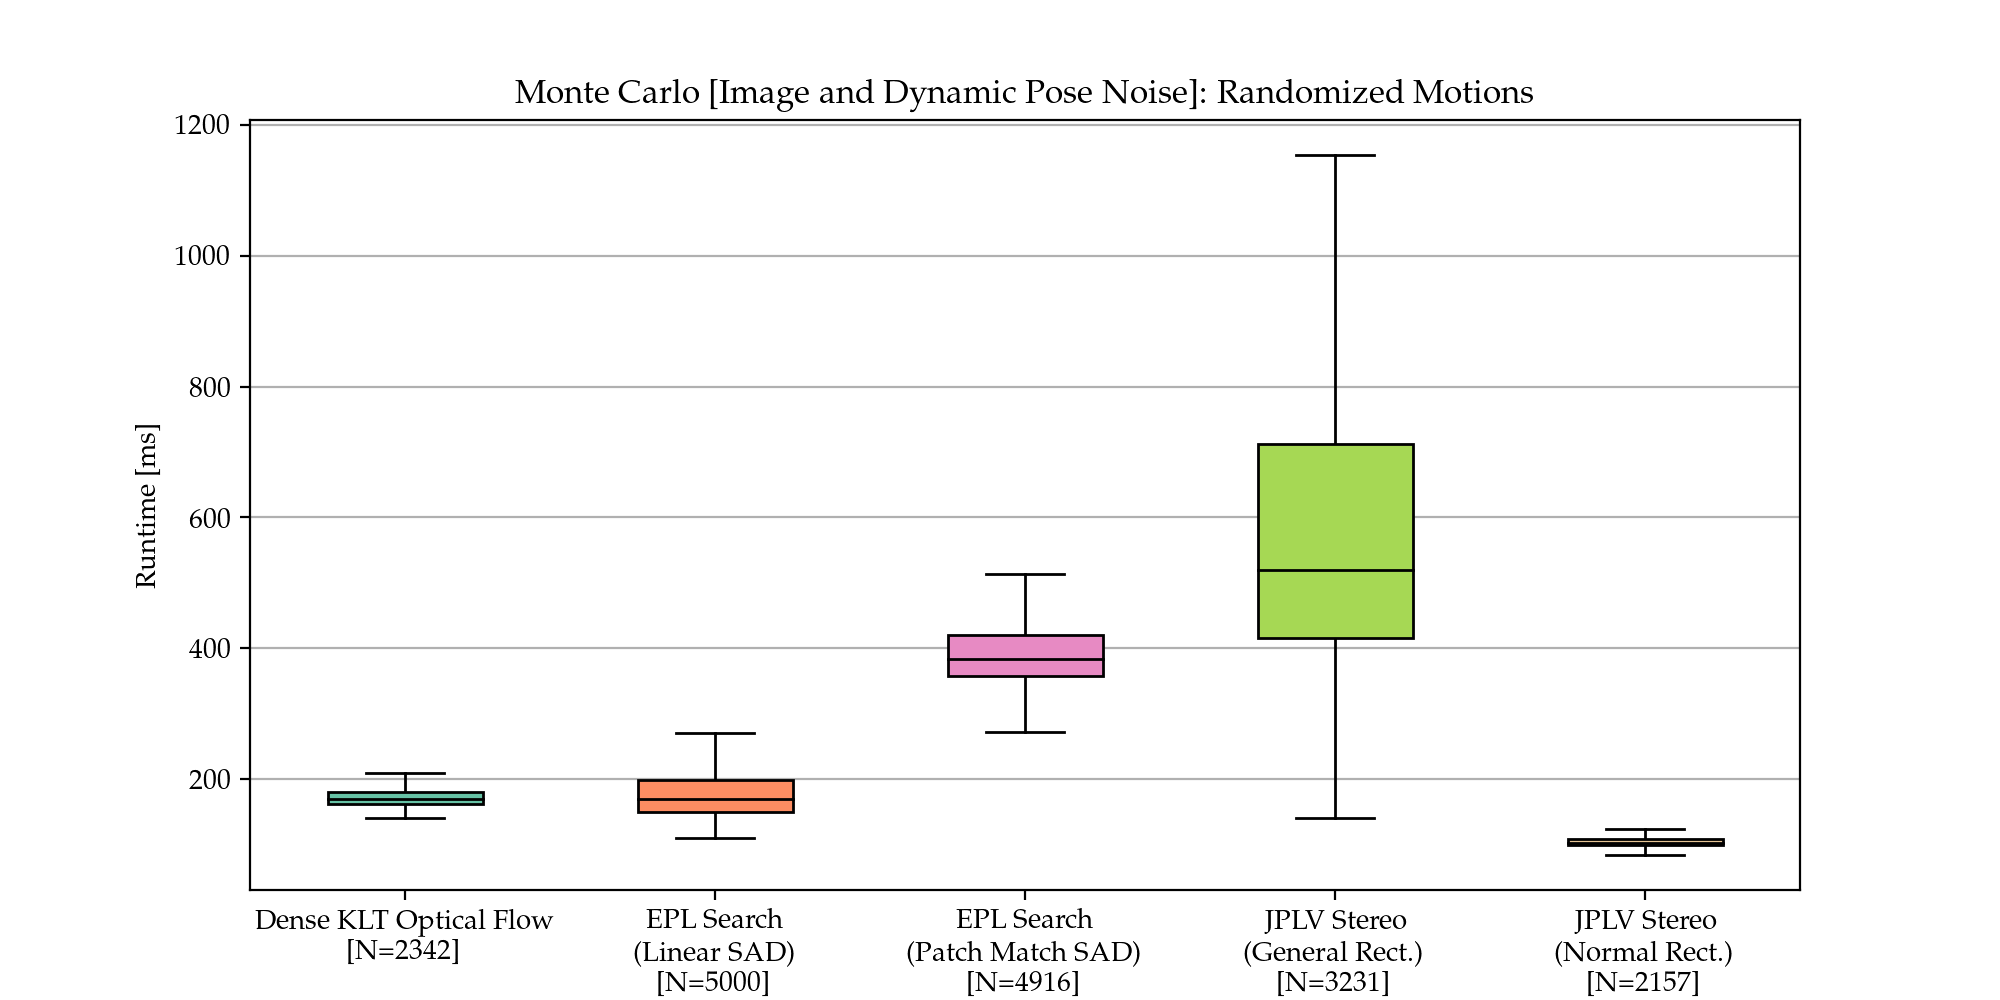 Monte Carlo [Image and Dynamic Pose Noise]: Randomized Motions
1200
1000
800
600
400
200
Runtime [ms]
Dense KLT Optical Flow
[N=2342]
EPL Search
(Linear SAD)
[N=5000]
EPL Search
(Patch Match SAD)
[N=4916]
JPLV Stereo
(General Rect.)
[N=3231]
JPLV Stereo
(Normal Rect.)
[N=2157]